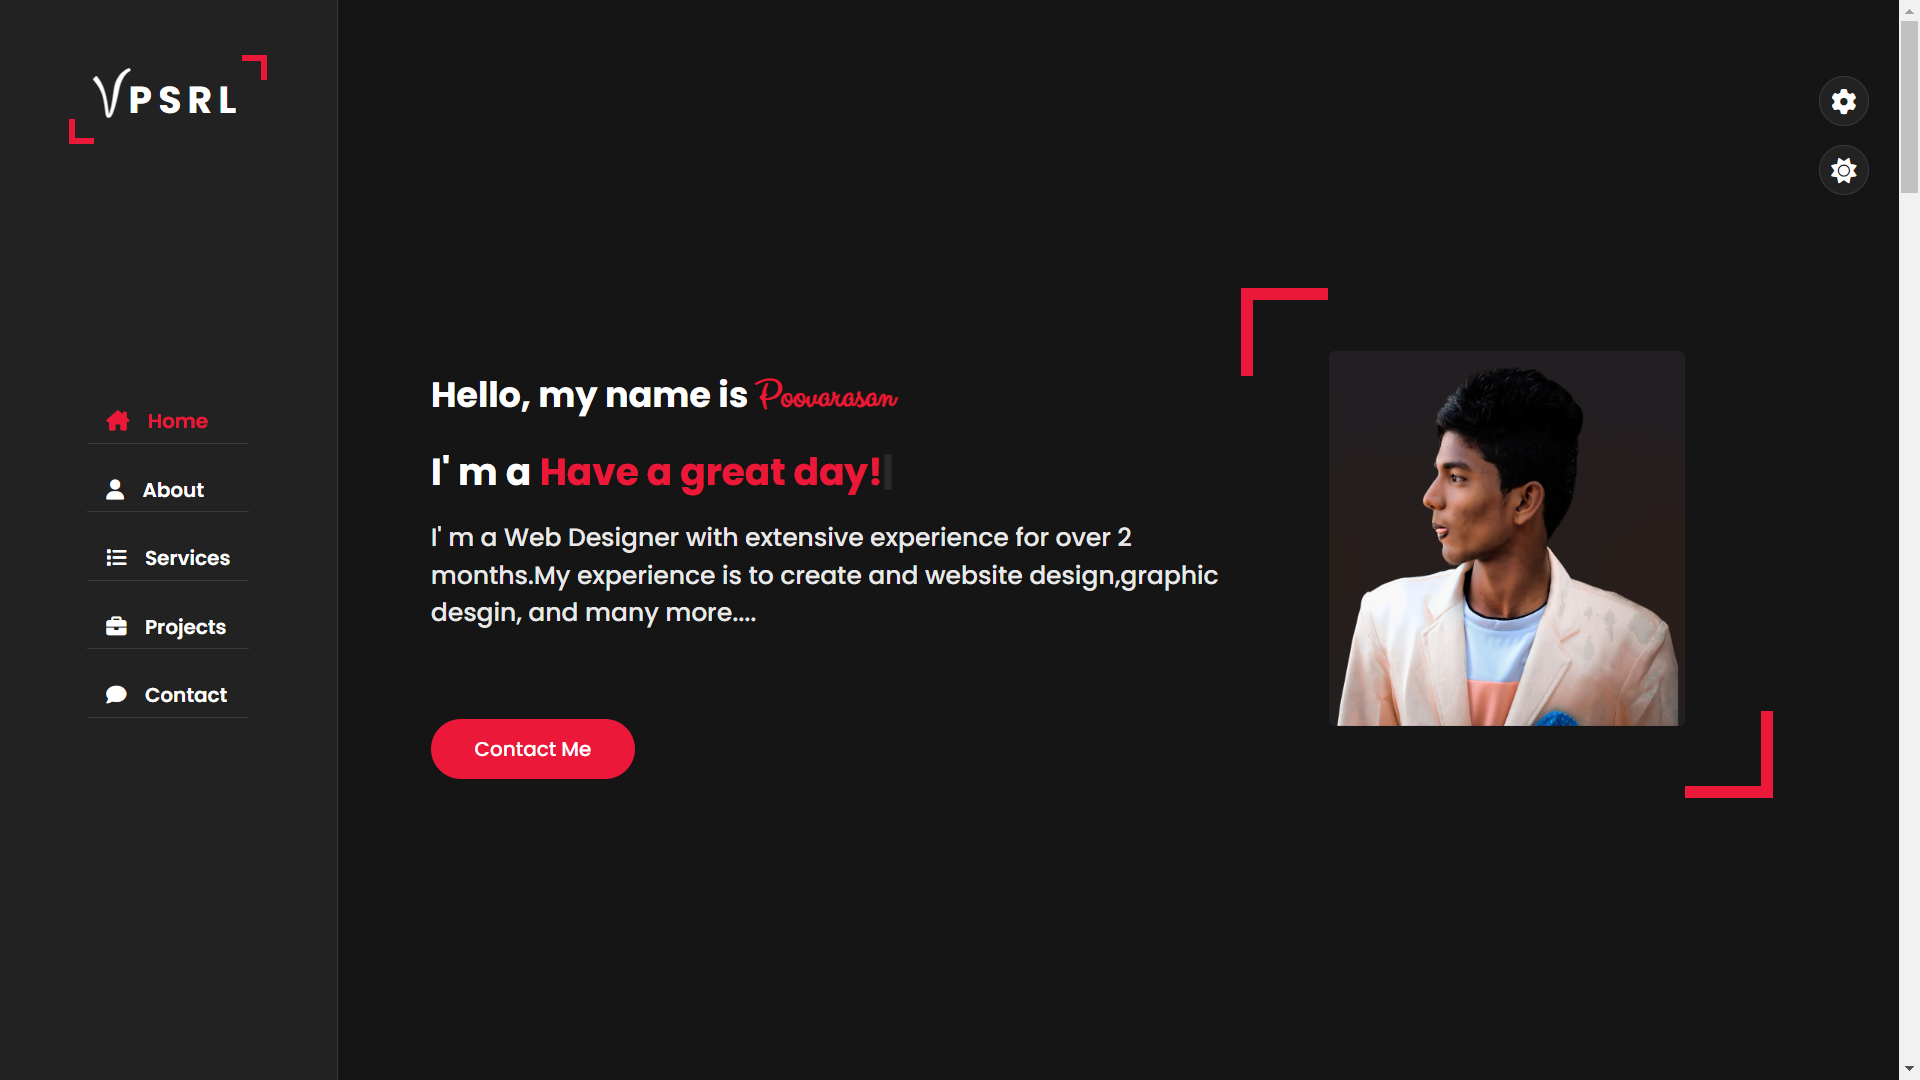 VPSRL
Home
About
Services
Projects
Contact
Hello, my name is Poovarasan
I' m a Have a great day!
I' m a Web Designer with extensive experience for over 2
months.My experience is to create and website design,graphic
desgin, and many more....
Contact Me